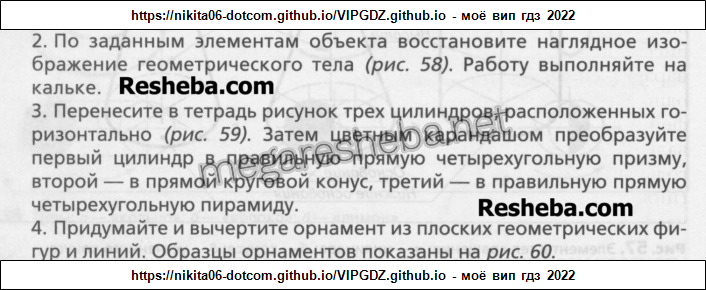 https://nikita06-dotcom.github.io/VIPGDZ.github.io - моё вип гдз 2022
2. По заданным элементам объекта восстановите наглядное изо-
бражение геометрического тела (рис. 58). Работу выполняйте на
кальке. Resheba.com
3. Перенесите в тетрадь рисунок трех цилиндров, расположенных го-
ризонтально (рис. 59). Затем цветным карандашом преобразуйте
первый цилиндр в правильную прямую четырехугольную призму,
второй — в прямой круговой конус, третий — в правильную прямую
четырехугольную пирамиду.
megaresheba.net
Resheba.com
4. Придумайте и вычертите орнамент из плоских геометрических фи-
гур и линий. Образцы орнаментов показаны на рис. 60.
https://nikita06-dotcom.github.io/VIPGDZ.github.io - моё вип гдз 2022